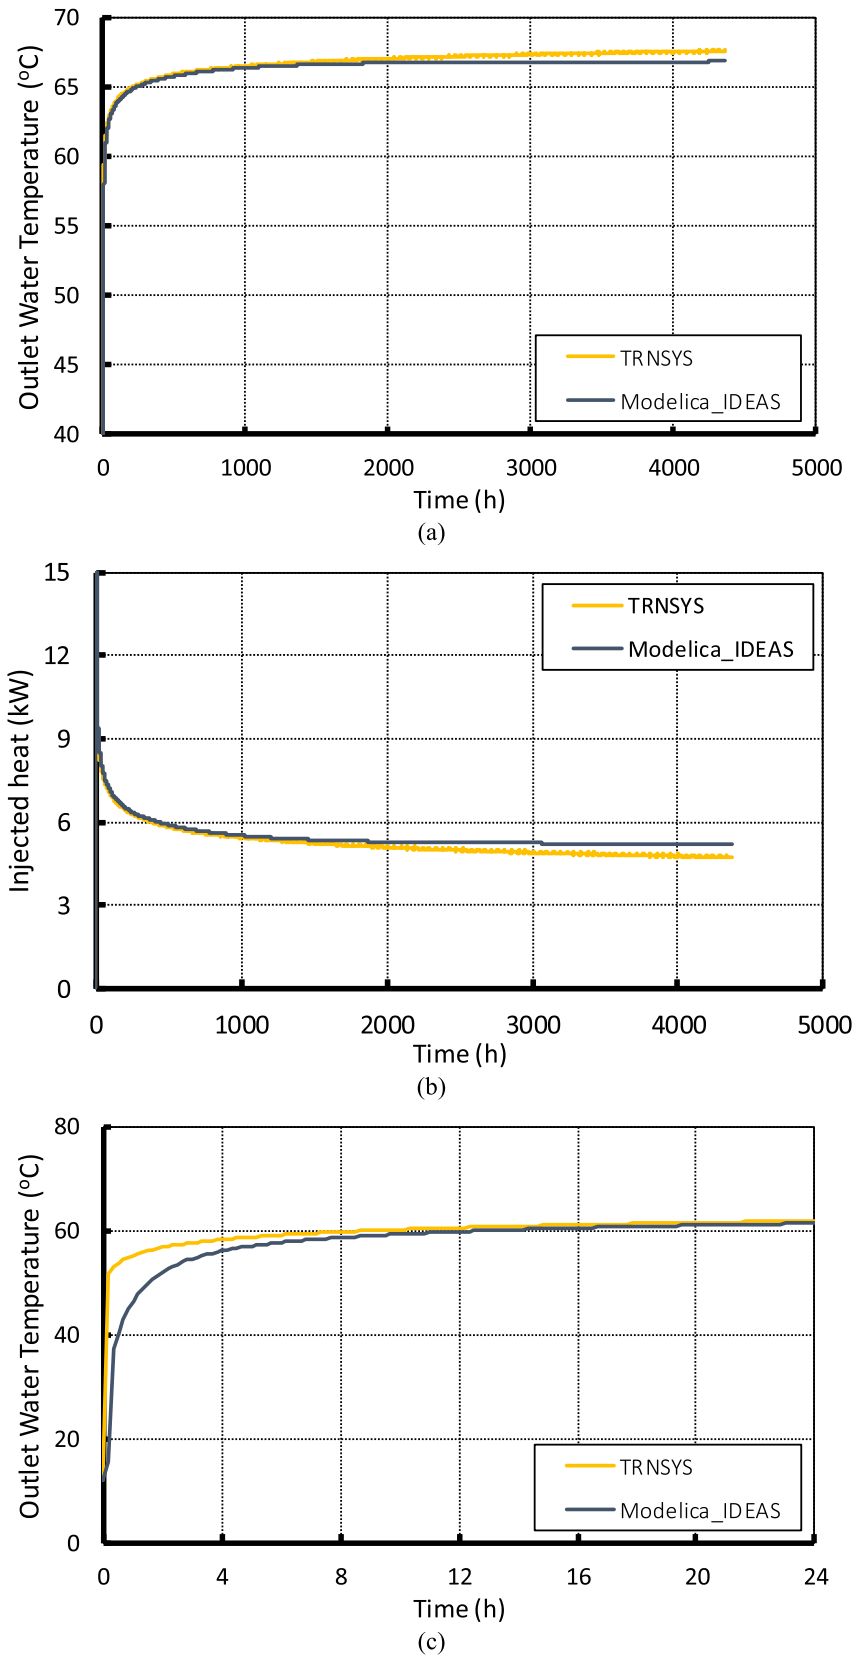 Outlet Water Temperature (°C)
70
65
60
55
50
45
40
TRNSYS
Modelica_IDEAS
0 1000 2000 3000 4000 5000
Time (h)
(a)
Injected heat (kW)
15
12
9
6
3
0
TRNSYS
Modelica_IDEAS
0 1000 2000 3000 4000 5000
Time (h)
(b)
Outlet Water Temperature (°C)
80
60
40
20
0
TRNSYS
Modelica_IDEAS
0 4 8 12 16 20 24
Time (h)
(c)